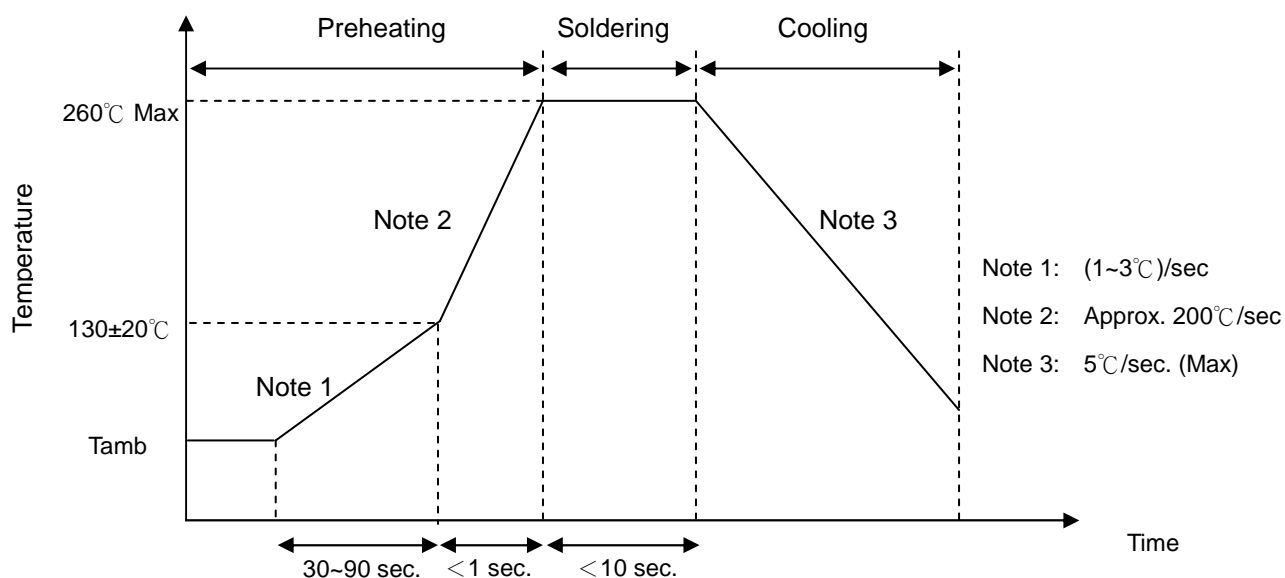 Preheating Soldering Cooling
260℃ Max
Temperature
Note 2
Note 3
Note 1: (1~3℃)/sec
Note 2: Approx. 200℃/sec
130±20℃
Note 3: 5℃/sec. (Max)
Note 1
Tamb
Time
30~90 sec. <1 sec. <10 sec.